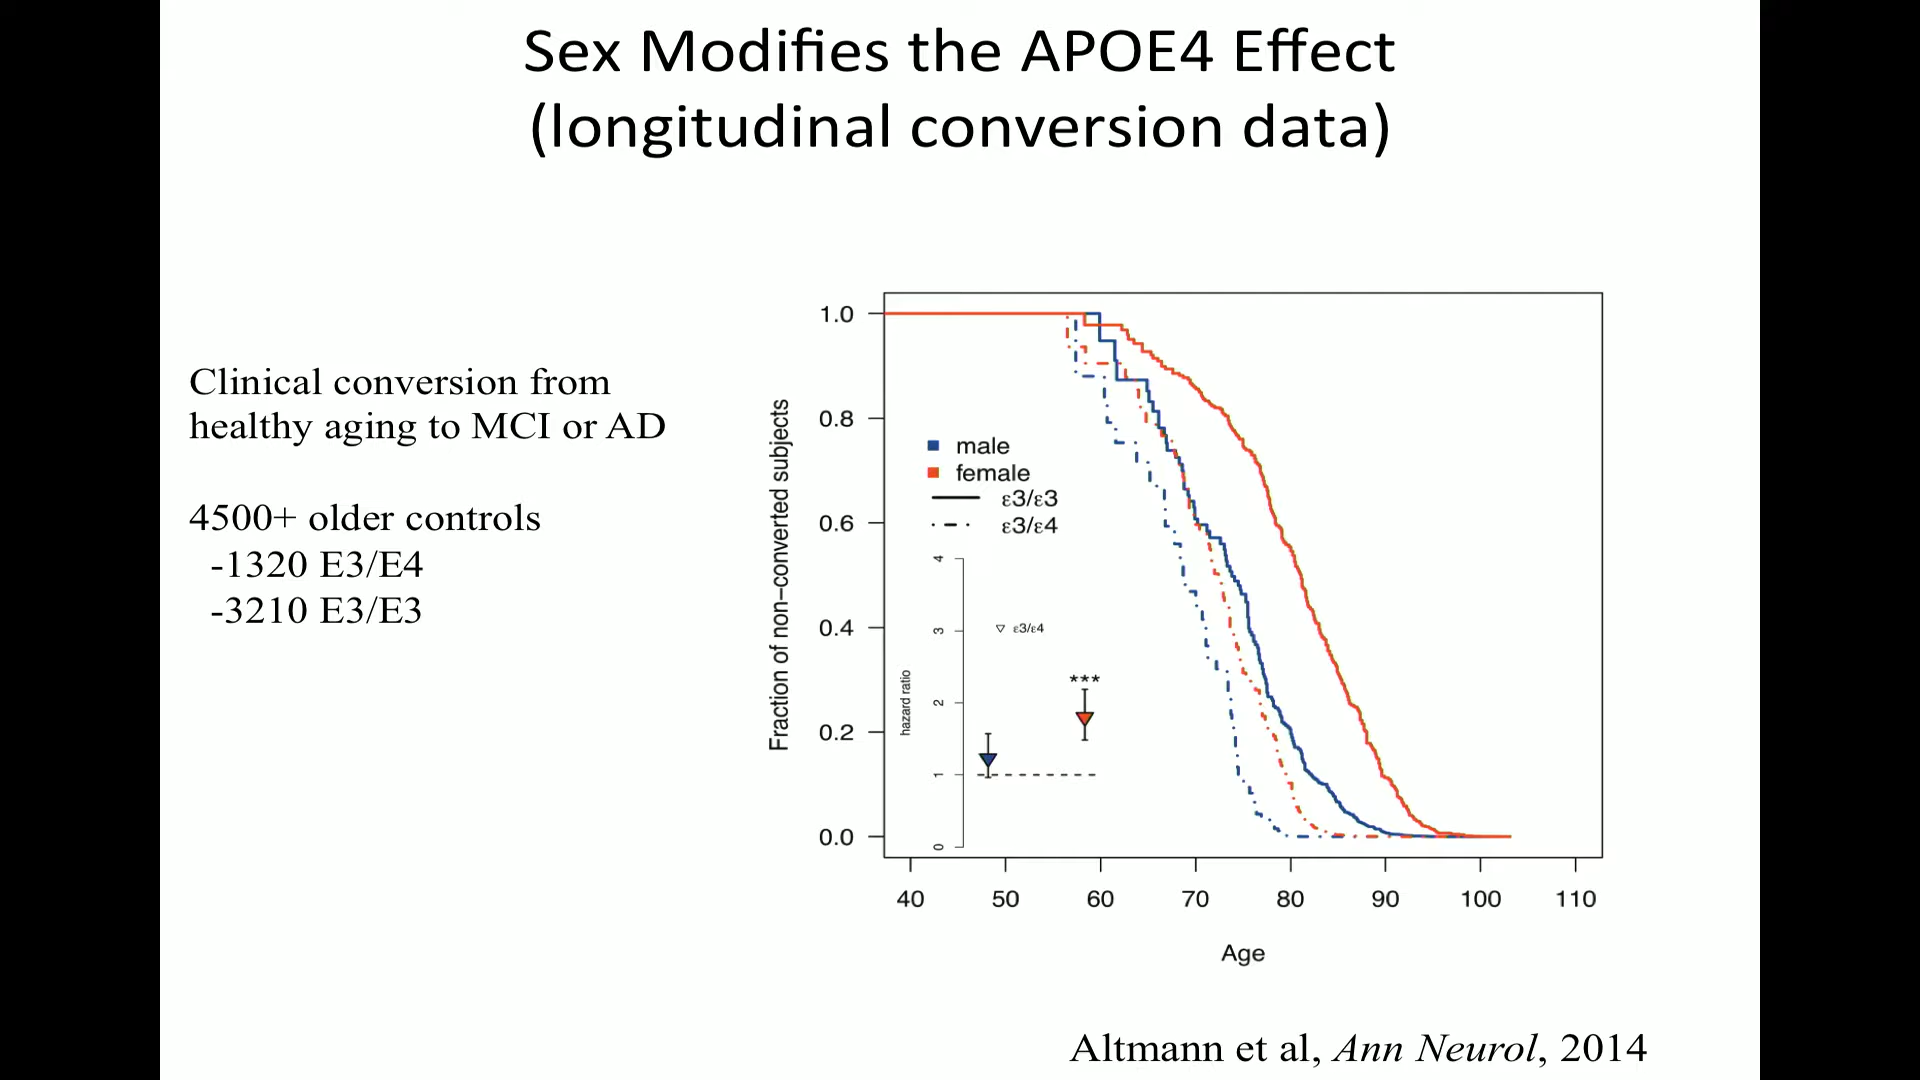 Sex Modifies the APOE4 Effect
(longitudinal conversion data)
Clinical conversion from
healthy aging to MCI or AD
4500+ older controls
-1320 E3/E4
-3210 E3/E3
Fraction of non−converted subjects
1.0
0.8
0.6
0.4
0.2
0.0
male
female
ε3/ε3
ε3/ε4
hazard ratio
4
3
2
1
0
ε3/ε4
***
40 50 60 70 80 90 100 110
Age
Altmann et al, Ann Neurol, 2014